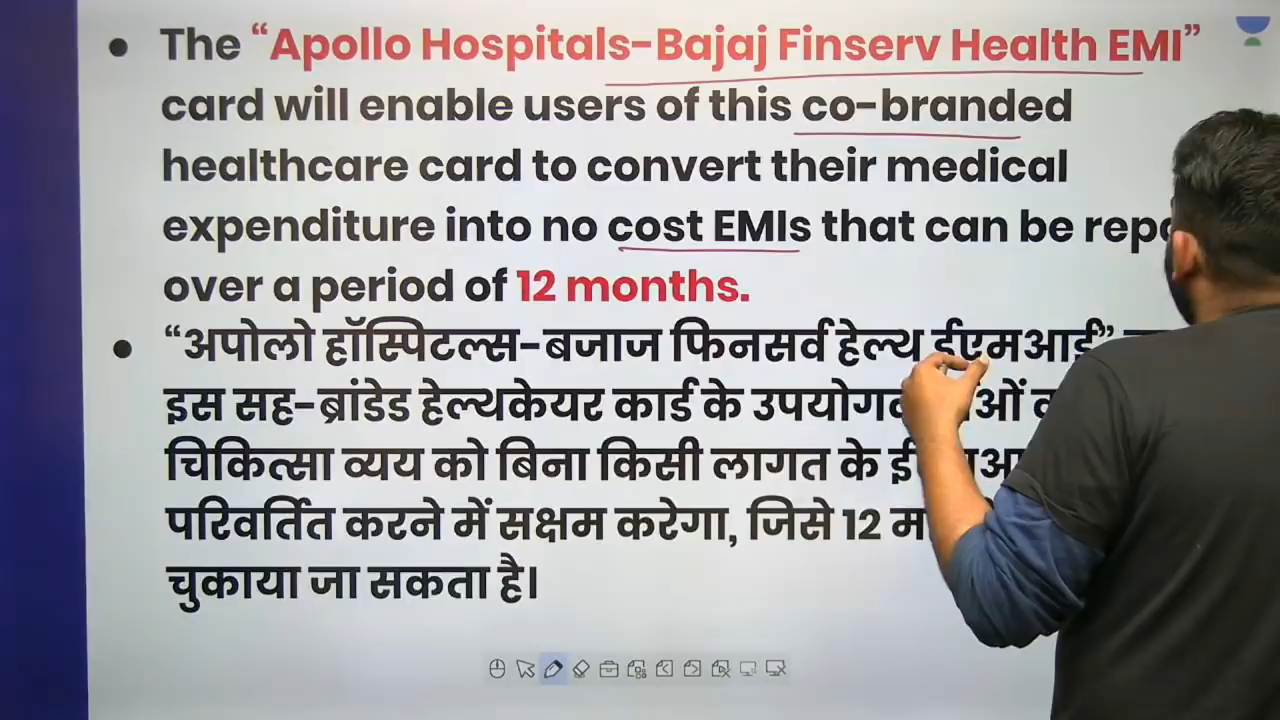 The “Apollo Hospitals-Bajaj Finserv Health EMI”
card will enable users of this co-branded
healthcare card to convert their medical
expenditure into no cost EMIs that can be
over a period of 12 months.
“अपोलो हॉस्पिटल्स-बजाज फिनसर्व हेल्थ ईएमआई”
इस सह-ब्रांडेड हेल्थकेयर कार्ड के
चिकित्सा व्यय को बिना किसी लागत के
परिवर्तित करने में सक्षम करेगा, जिसे 12
चुकाया जा सकता है।